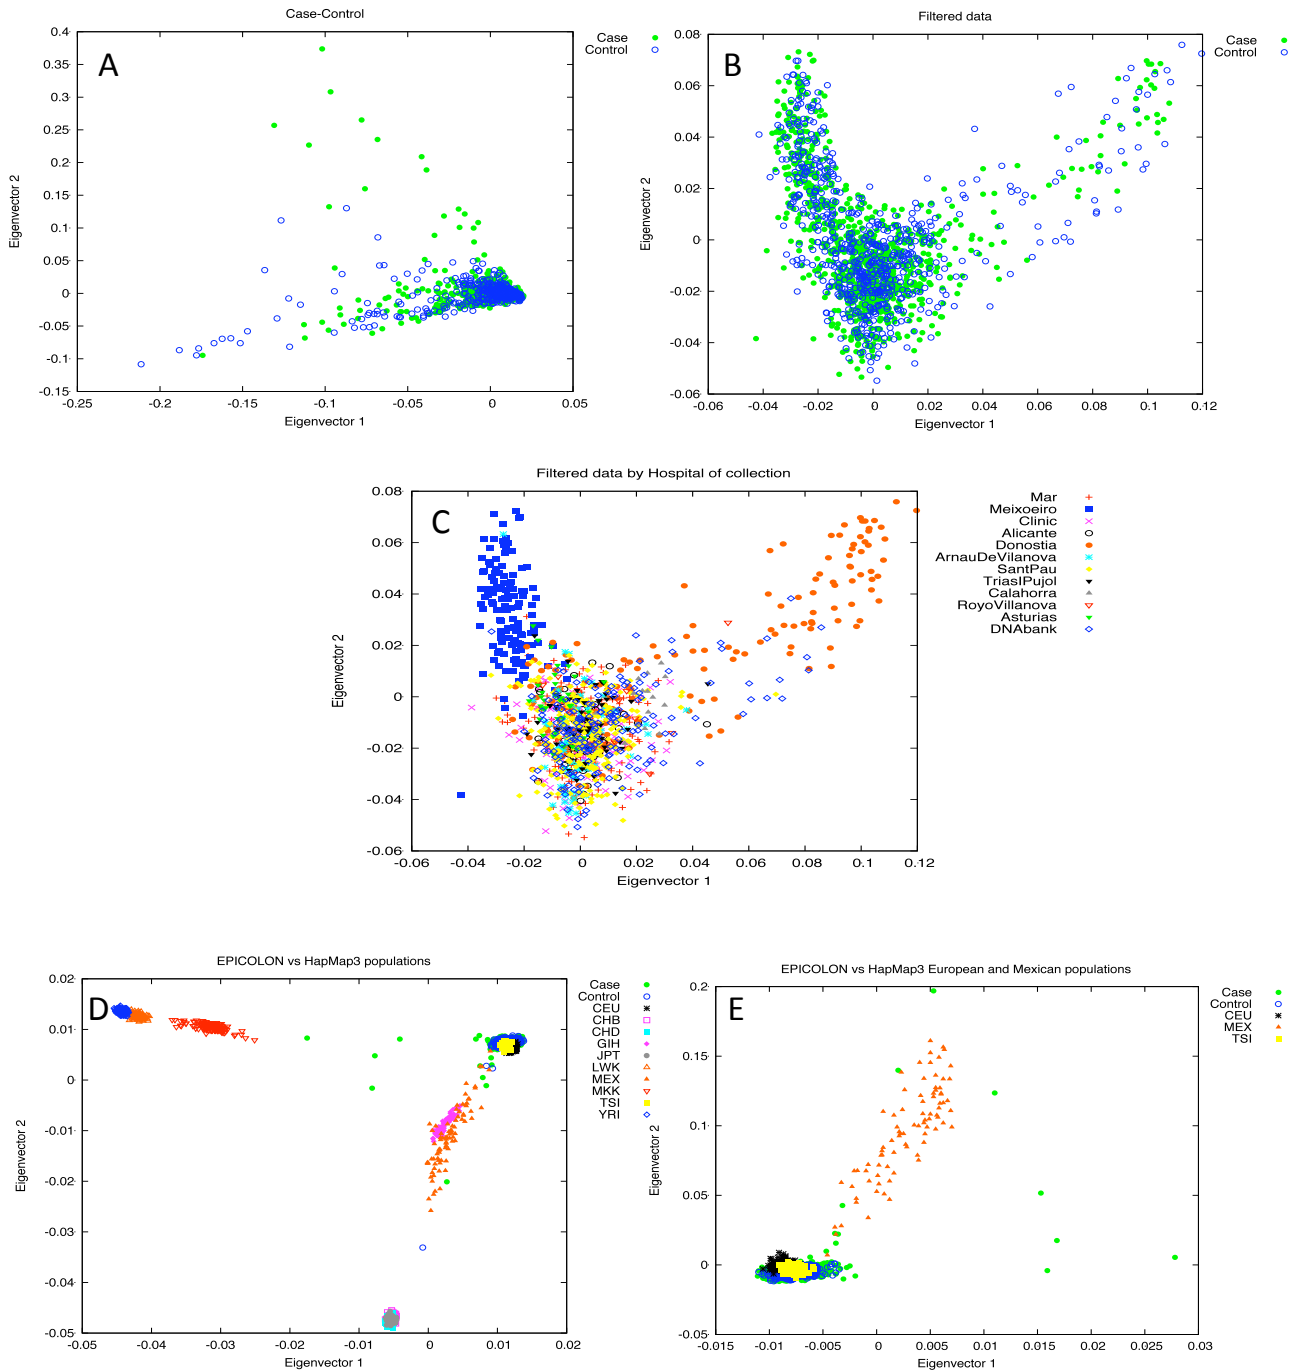 Case-Control
A
Case
Control
0.4
0.35
0.3
0.25
0.2
0.15
0.1
0.05
0
-0.05
-0.1
-0.15
Eigenvector 2
-0.25
-0.2
-0.15
-0.1
-0.05
0
0.05
Eigenvector 1
Filtered data
B
Case
Control
0.08
0.06
0.04
0.02
0
-0.02
-0.04
-0.06
Eigenvector 2
-0.06
-0.04
-0.02
0
0.02
0.04
0.06
0.08
0.1
0.12
Eigenvector 1
Filtered data by Hospital of collection
C
Mar
Meixoeiro
Clinic
Alicante
Donostia
ArnauDeVilanova
SantPau
TriasIPujol
Calahorra
RoyoVillanova
Asturias
DNAbank
0.08
0.06
0.04
0.02
0
-0.02
-0.04
-0.06
Eigenvector 2
-0.06
-0.04
-0.02
0
0.02
0.04
0.06
0.08
0.1
0.12
Eigenvector 1
EPICOLON vs HapMap3 populations
D
Case
Control
CEU
CHB
CHD
GIH
JPT
LWK
MEX
MKK
TSI
YRI
0.02
0.01
0
-0.01
-0.02
-0.03
-0.04
-0.05
Eigenvector 2
-0.05
-0.04
-0.03
-0.02
-0.01
0
0.01
0.02
Eigenvector 1
EPICOLON vs HapMap3 European and Mexican populations
E
Case
Control
CEU
MEX
TSI
0.2
0.15
0.1
0.05
0
-0.05
Eigenvector 2
-0.015
-0.01
-0.005
0
0.005
0.01
0.015
0.02
0.025
0.03
Eigenvector 1